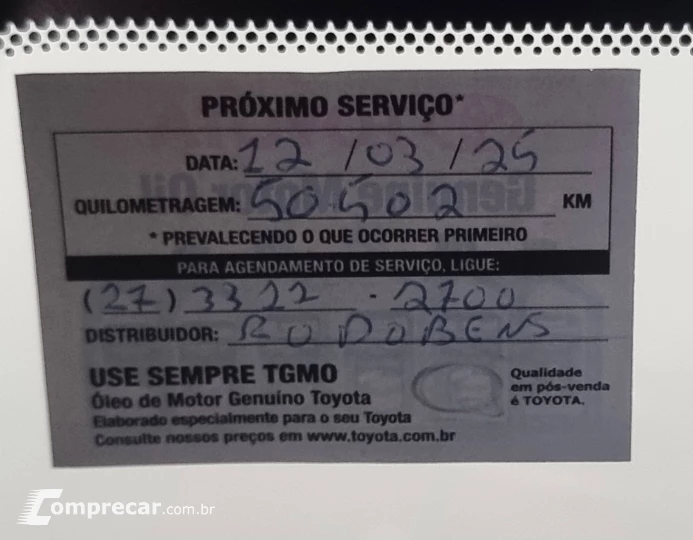 PRÓXIMO SERVIÇO*
DATA: 12 / 03 / 25
QUILOMETRAGEM: 50.502 KM
* PREVALECENDO O QUE OCORRER PRIMEIRO
PARA AGENDAMENTO DE SERVIÇO, LIGUE:
(27) 3322 - 2700
DISTRIBUIDOR: RODOBENS
USE SEMPRE TGMO
Óleo de Motor Genuíno Toyota
Elaborado especialmente para o seu Toyota
Consulte nossos preços em www.toyota.com.br
Qualidade
em pós-venda
é TOYOTA.
Comprecar.com.br